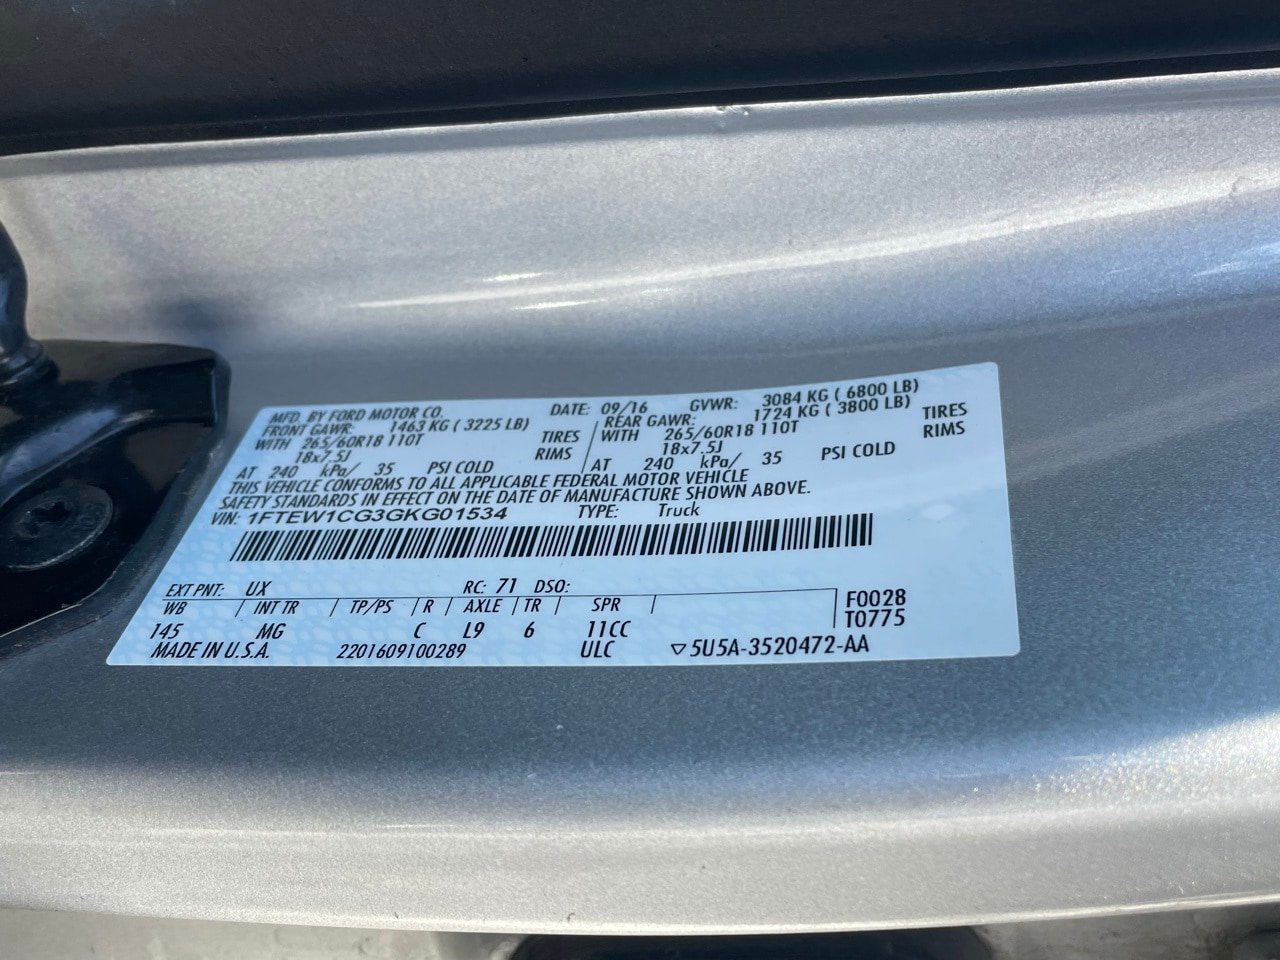 MFD. BY FORD MOTOR CO. DATE: 09/16 GVWR: 3084 KG ( 6800 LB)
FRONT GAWR: 1463 KG ( 3225 LB) REAR GAWR: 1724 KG ( 3800 LB)
WITH 265/60R18 110T TIRES WITH 265/60R18 110T TIRES
18x7.5J RIMS 18x7.5J RIMS
AT 240 kPa/ 35 PSI COLD AT 240 kPa/ 35 PSI COLD
THIS VEHICLE CONFORMS TO ALL APPLICABLE FEDERAL MOTOR VEHICLE
SAFETY STANDARDS IN EFFECT ON THE DATE OF MANUFACTURE SHOWN ABOVE.
VIN: 1FTEW1CG3GKG01534 TYPE: Truck
EXT PNT: UX RC: 71 DSO:
WB INT TR TP/PS R AXLE TR SPR F0028
145 MG C L9 6 11CC T0775
MADE IN U.S.A. 2201609100289 ULC ▽5U5A-3520472-AA